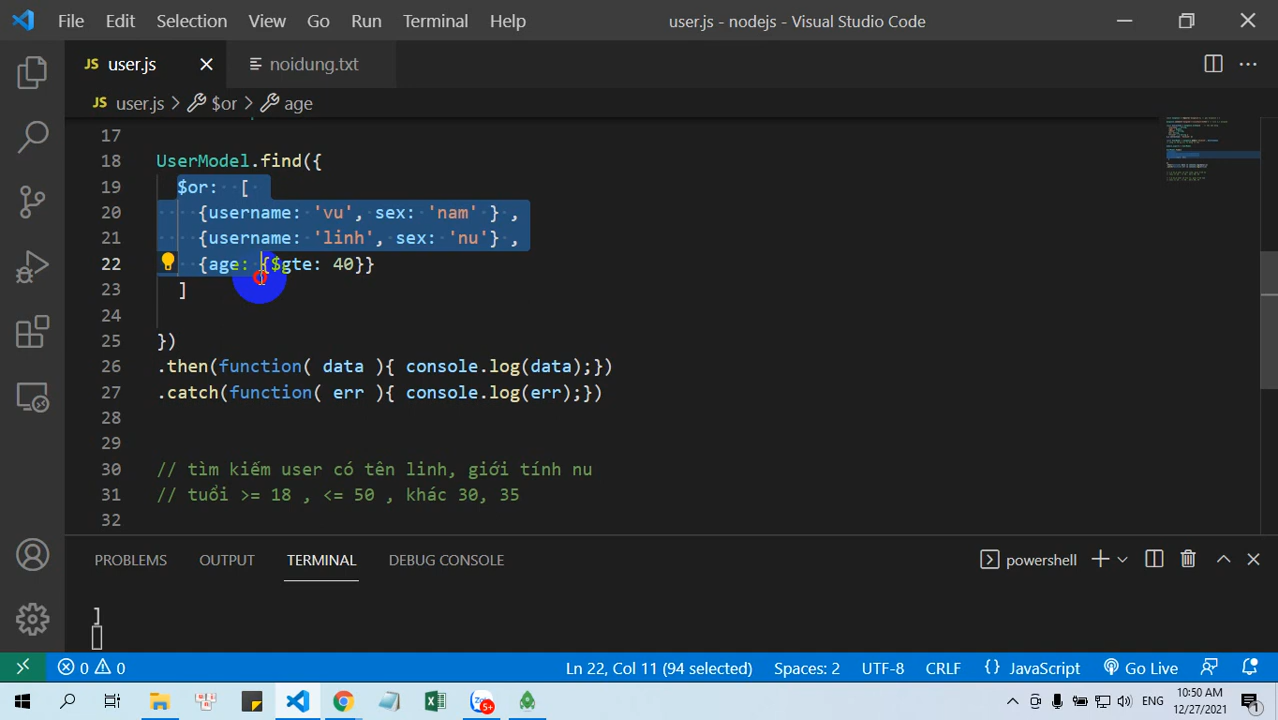 File Edit Selection View Go Run Terminal Help user.js - nodejs - Visual Studio Code
JS user.js noidung.txt
JS user.js > $or > age
17
18 UserModel.find({
19 $or: [
20 {username: 'vu', sex: 'nam' } ,
21 {username: 'linh', sex: 'nu'} ,
22 {age: {$gte: 40}}
23 ]
24
25 })
26 .then(function( data ){ console.log(data);})
27 .catch(function( err ){ console.log(err);})
28
29
30 // tìm kiếm user có tên linh, giới tính nu
31 // tuổi >= 18 , <= 50 , khác 30, 35
32
PROBLEMS OUTPUT TERMINAL DEBUG CONSOLE powershell
]
0 0 Ln 22, Col 11 (94 selected) Spaces: 2 UTF-8 CRLF {} JavaScript Go Live
Zalo 5+ ENG 10:50 AM
12/27/2021 1